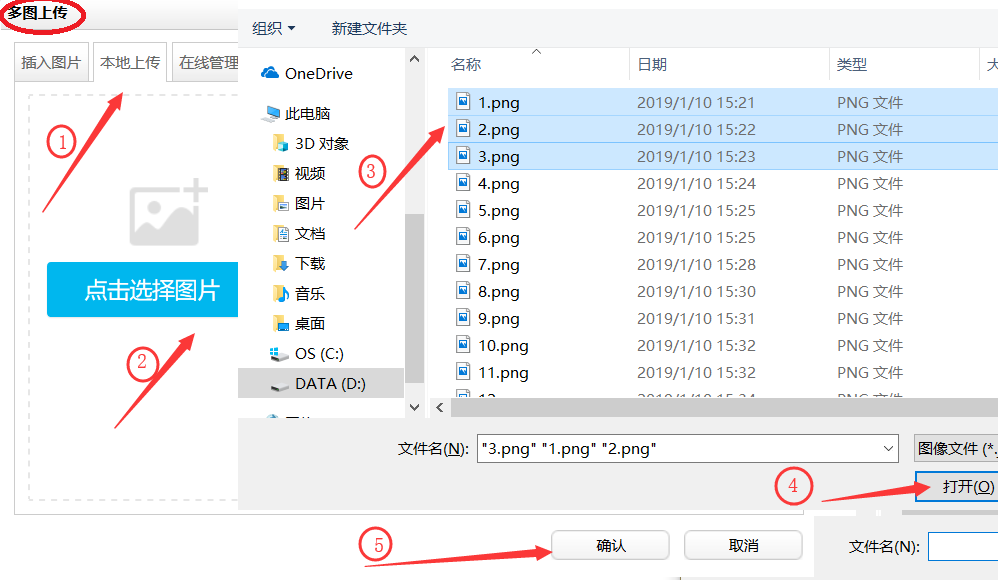 多图上传
插入图片 本地上传 在线管理
1
点击选择图片
2
组织 新建文件夹
OneDrive
此电脑
3D 对象
视频
图片
文档
下载
音乐
桌面
OS (C:)
DATA (D:)
3
名称 日期 类型 大
1.png 2019/1/10 15:21 PNG 文件
2.png 2019/1/10 15:22 PNG 文件
3.png 2019/1/10 15:23 PNG 文件
4.png 2019/1/10 15:24 PNG 文件
5.png 2019/1/10 15:25 PNG 文件
6.png 2019/1/10 15:25 PNG 文件
7.png 2019/1/10 15:28 PNG 文件
8.png 2019/1/10 15:30 PNG 文件
9.png 2019/1/10 15:31 PNG 文件
10.png 2019/1/10 15:32 PNG 文件
11.png 2019/1/10 15:32 PNG 文件
文件名(N): "3.png" "1.png" "2.png" 图像文件 (*.
4
打开(O)
5
确认 取消 文件名(N):